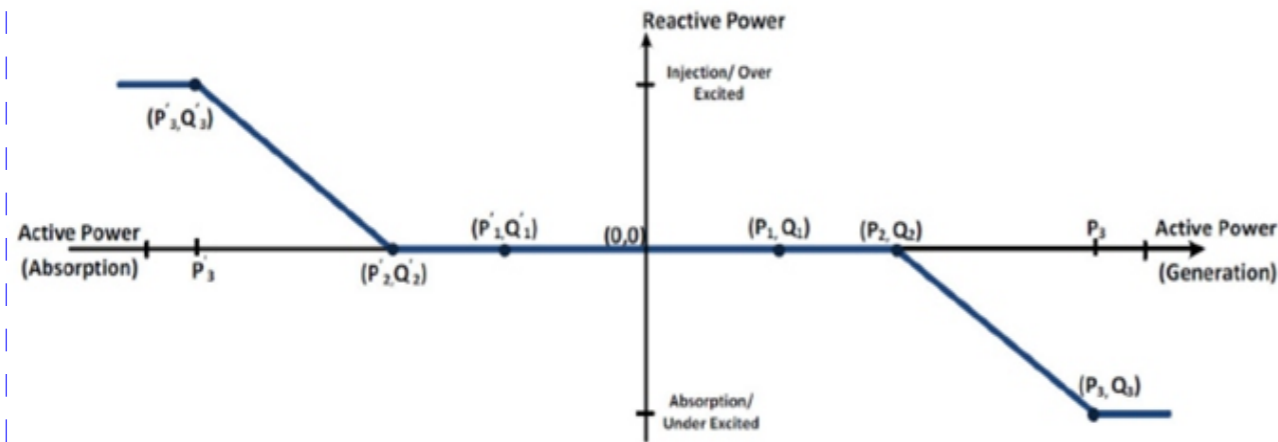 Reactive Power
Injection/ Over
Excited
(P'3,Q'3)
Active Power
(Absorption)
P'3
(P'2,Q'2)
(P'1,Q'1)
(0,0)
(P1, Q1)
(P2, Q2)
P3
Active Power
(Generation)
(P3, Q3)
Absorption/
Under Excited